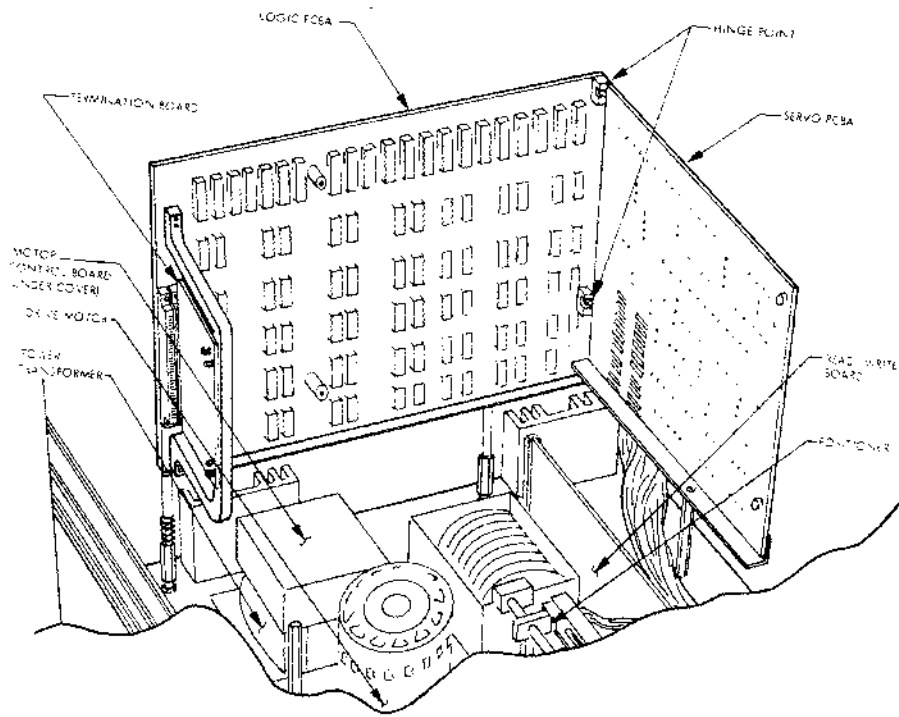 LOGIC PCBA
HINGE POINT
TERMINATION BOARD
SERVO PCBA
MOTOR
CONTROL BOARD
UNDER COVER)
DRIVE MOTOR
POWER
TRANSFORMER
READ/WRITE
BOARD
POSITIONER